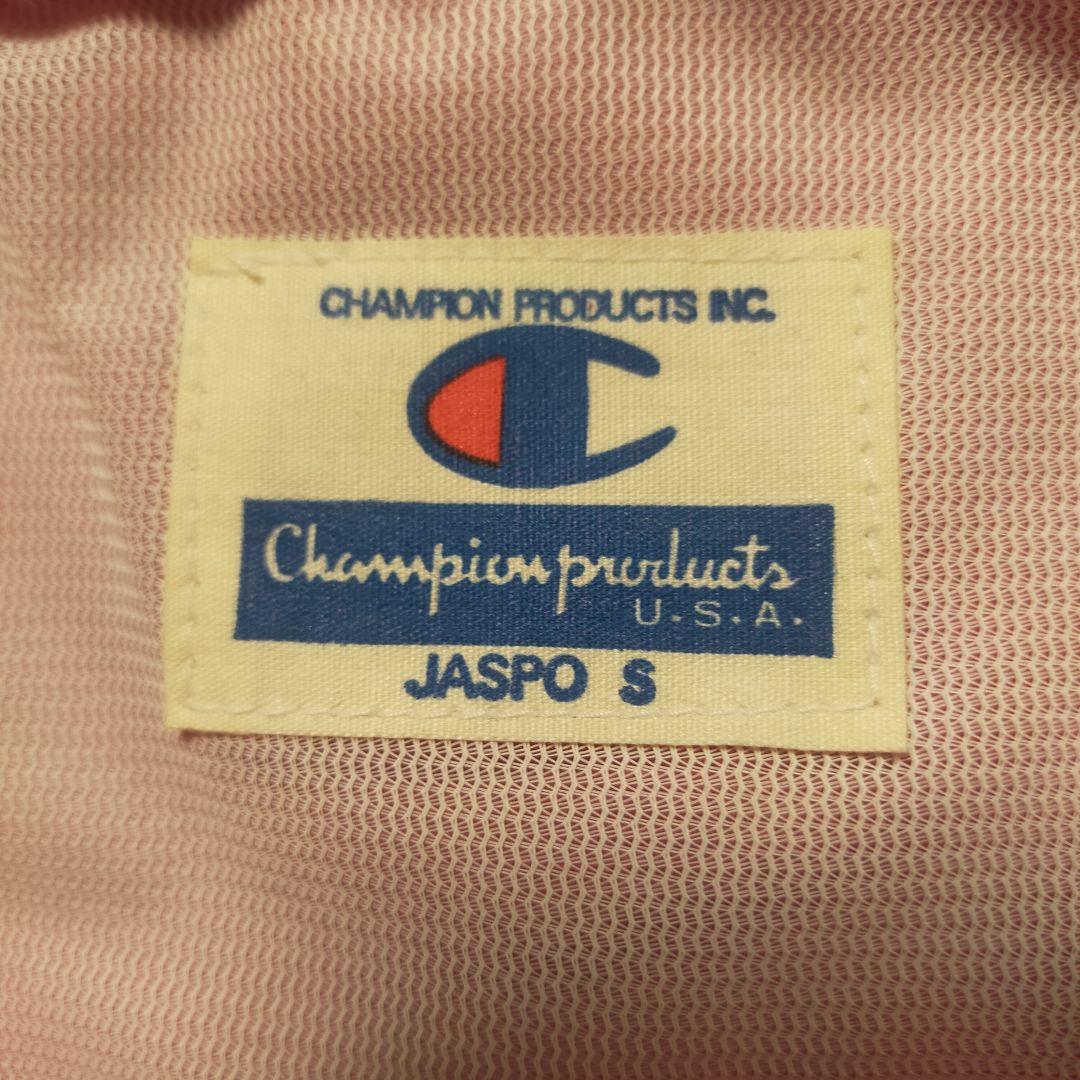 CHAMPION PRODUCTS INC.
Champion products
U.S.A.
JASPO S